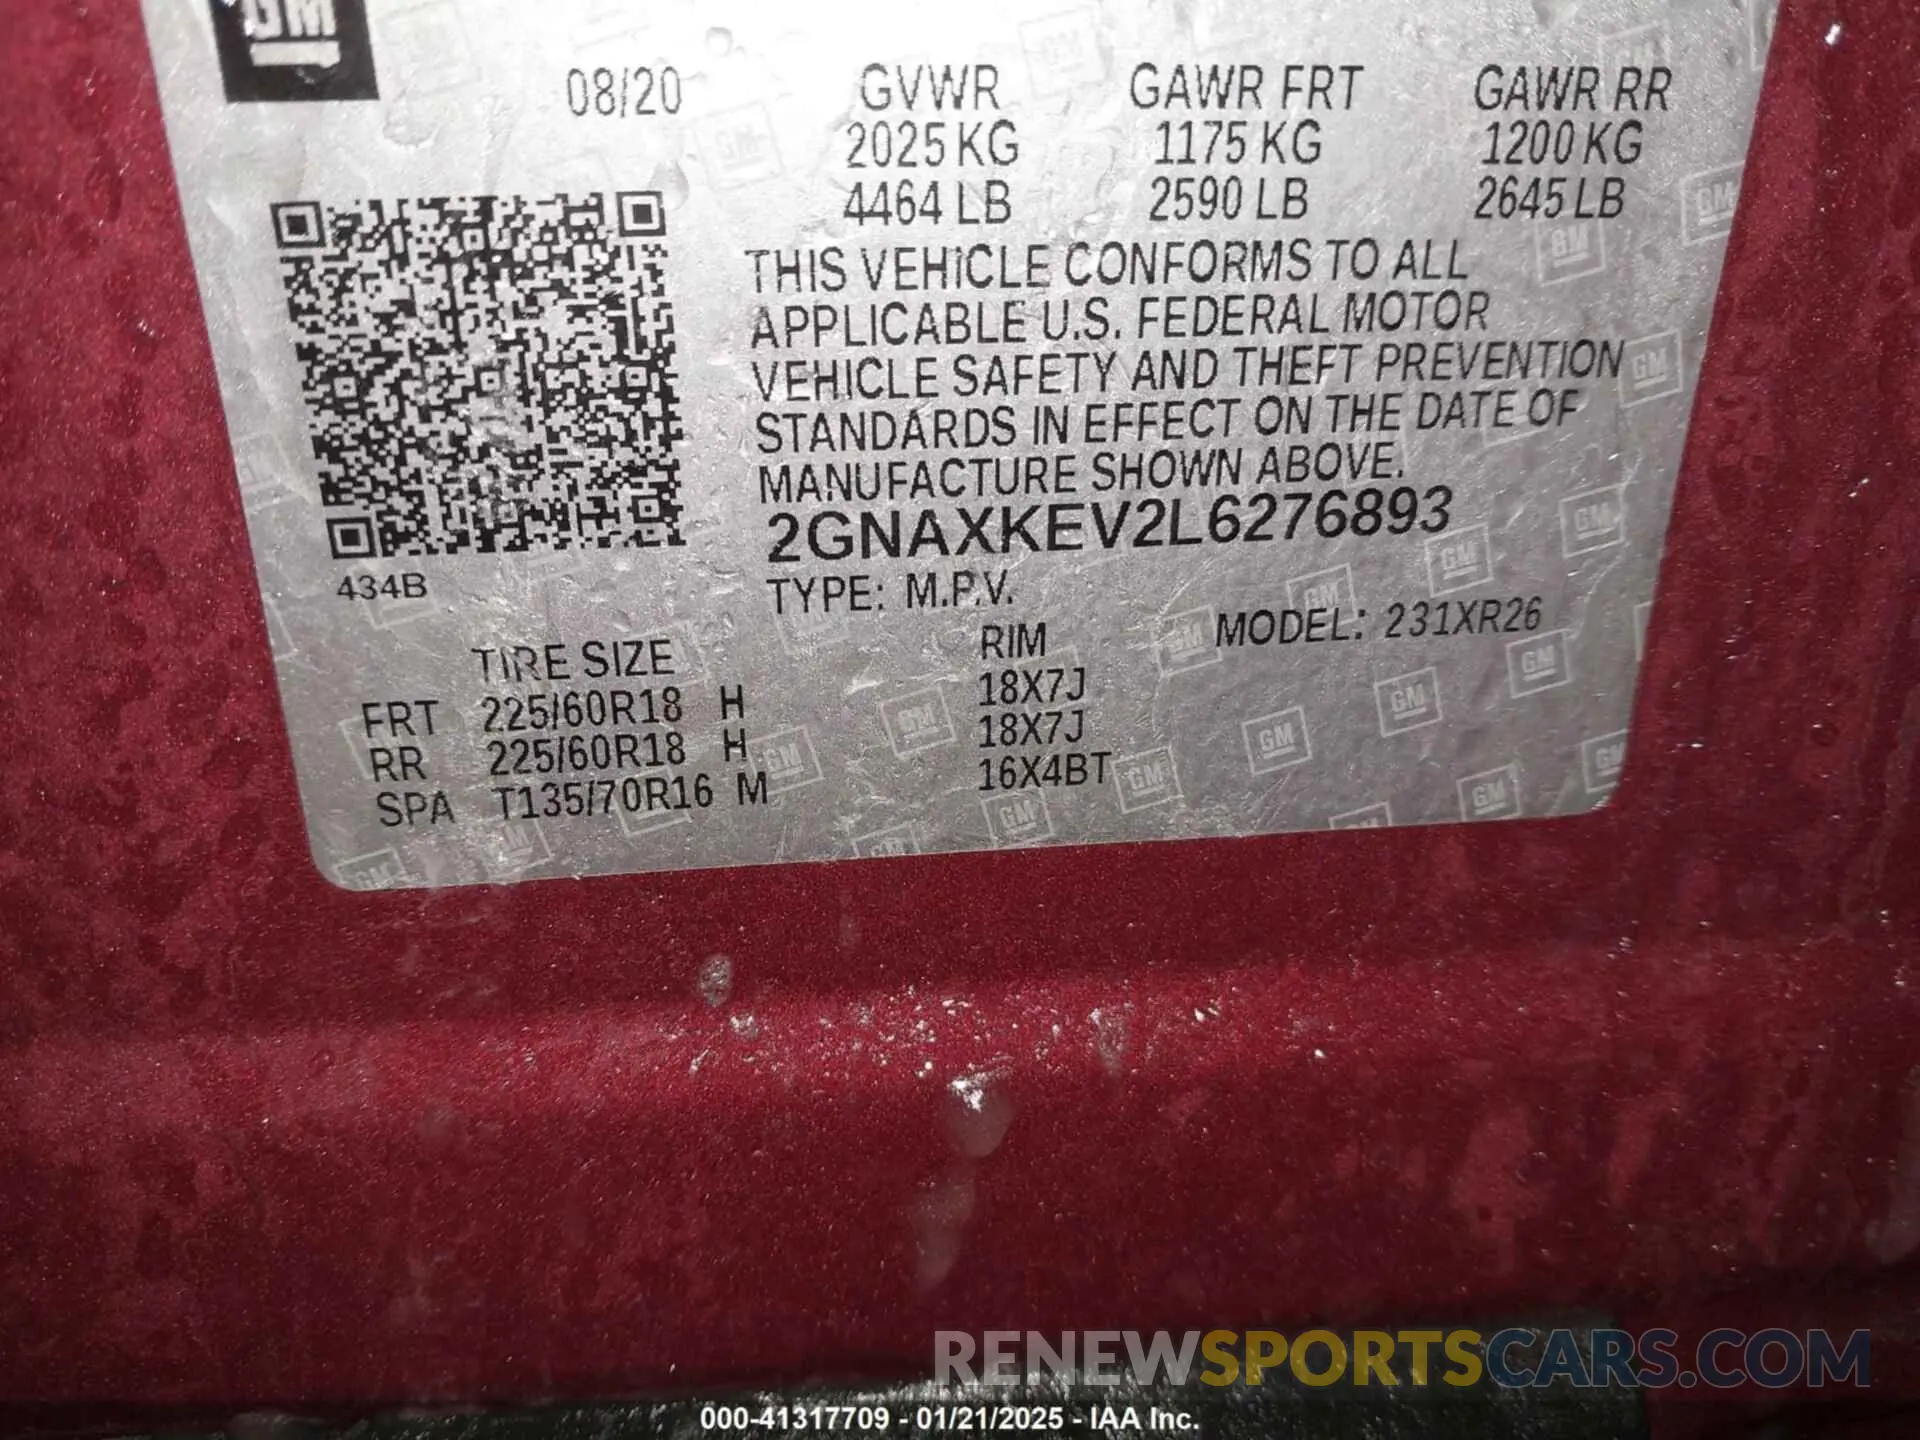 GM
08/20 GVWR GAWR FRT GAWR RR
2025 KG 1175 KG 1200 KG
4464 LB 2590 LB 2645 LB
THIS VEHICLE CONFORMS TO ALL
APPLICABLE U.S. FEDERAL MOTOR
VEHICLE SAFETY AND THEFT PREVENTION
STANDARDS IN EFFECT ON THE DATE OF
MANUFACTURE SHOWN ABOVE.
2GNAXKEV2L6276893
434B
TYPE: M.P.V. MODEL: 231XR26
TIRE SIZE RIM
FRT 225/60R18 H 18X7J
RR 225/60R18 H 18X7J
SPA T135/70R16 M 16X4BT
RENEWSPORTSCARS.COM
000-41317709 - 01/21/2025 - IAA Inc.